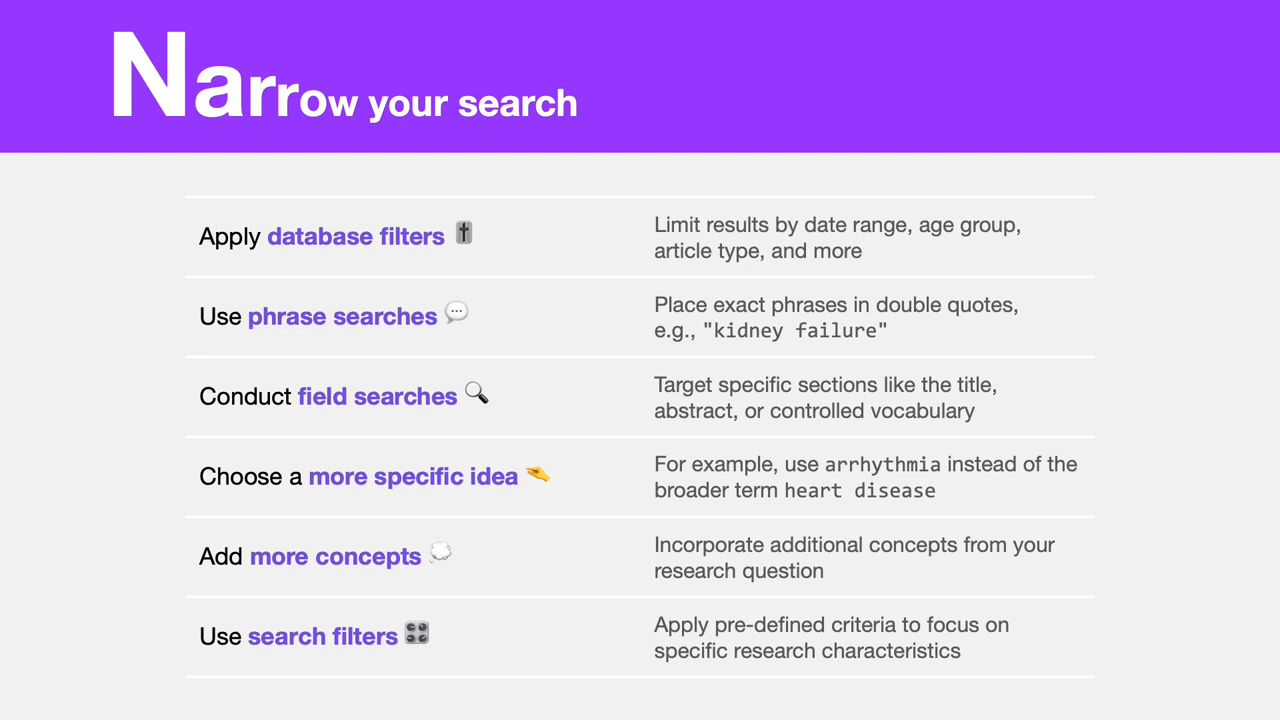 Narrow your search
Apply database filters
Limit results by date range, age group,
article type, and more
Use phrase searches
Place exact phrases in double quotes,
e.g., "kidney failure"
Conduct field searches
Target specific sections like the title,
abstract, or controlled vocabulary
Choose a more specific idea
For example, use arrhythmia instead of the
broader term heart disease
Add more concepts
Incorporate additional concepts from your
research question
Use search filters
Apply pre-defined criteria to focus on
specific research characteristics